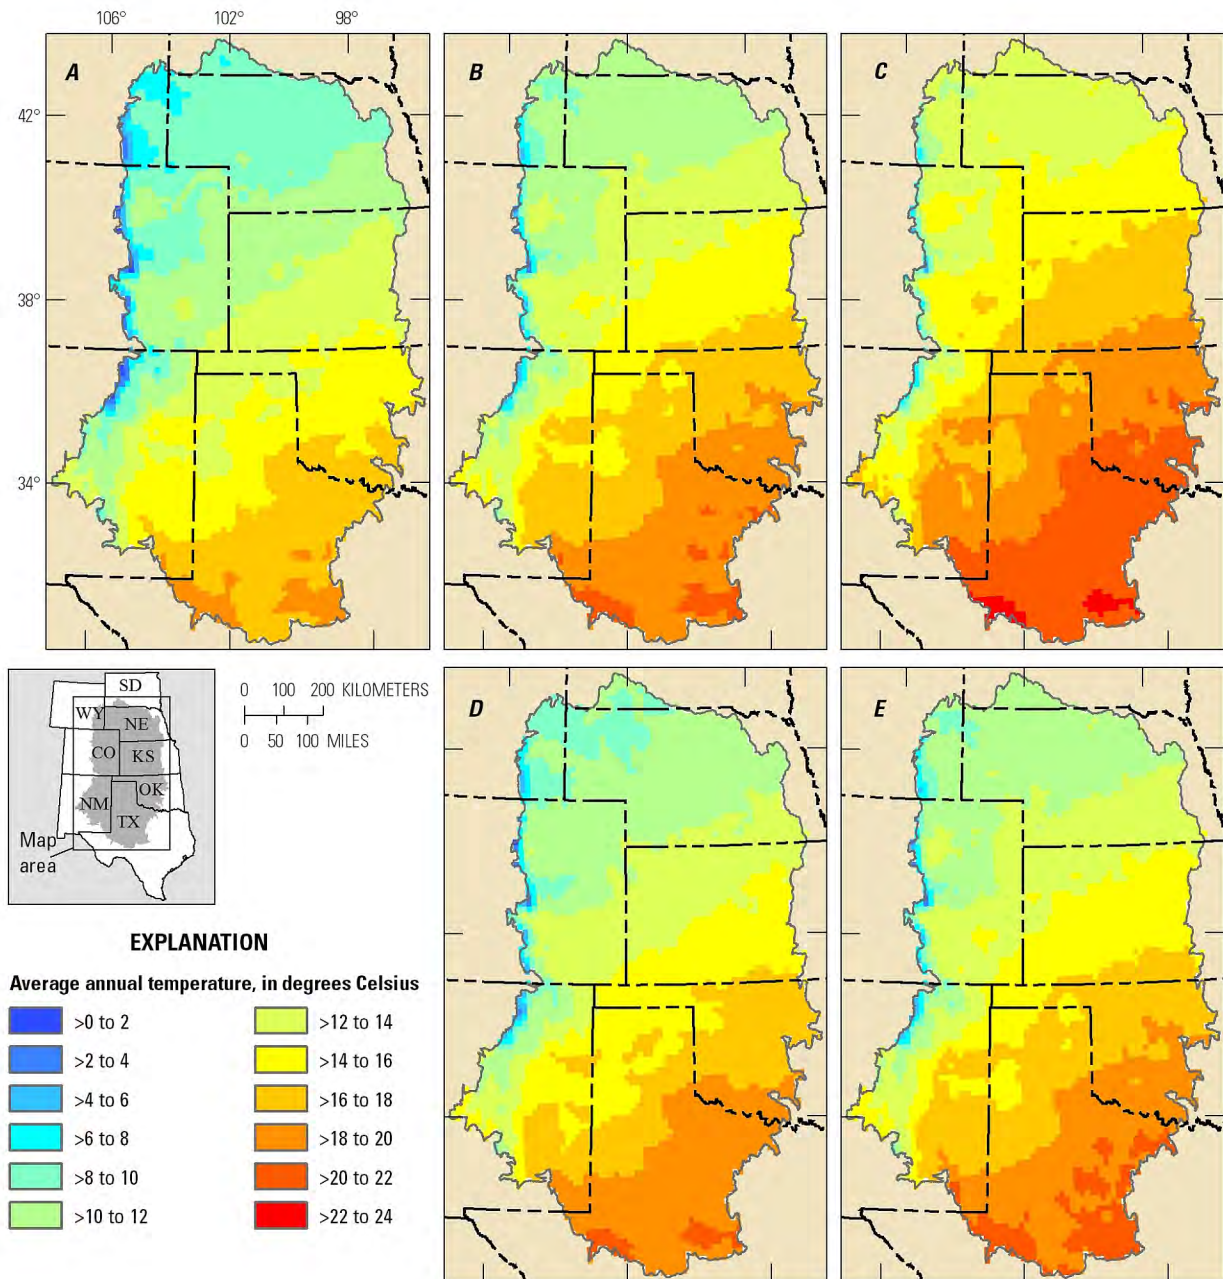 106° 102° 98°
A B C
42°
38°
34°
SD
WY
NE
CO
KS
OK
NM
TX
Map
area
0 100 200 KILOMETERS
0 50 100 MILES
D E
EXPLANATION
Average annual temperature, in degrees Celsius
>0 to 2
>2 to 4
>4 to 6
>6 to 8
>8 to 10
>10 to 12
>12 to 14
>14 to 16
>16 to 18
>18 to 20
>20 to 22
>22 to 24